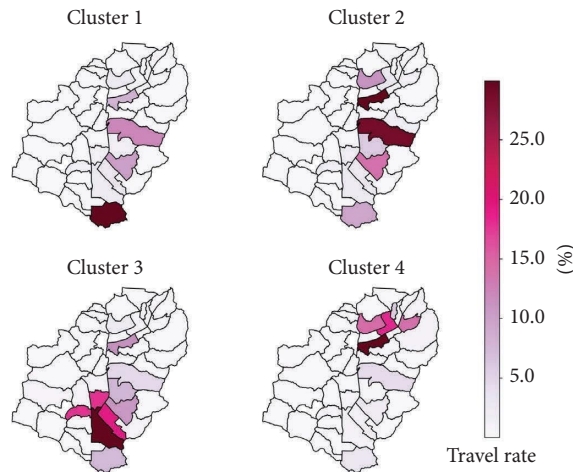 Cluster 1
Cluster 2
Cluster 3
Cluster 4
25.0
20.0
15.0
10.0
5.0
(%)
Travel rate